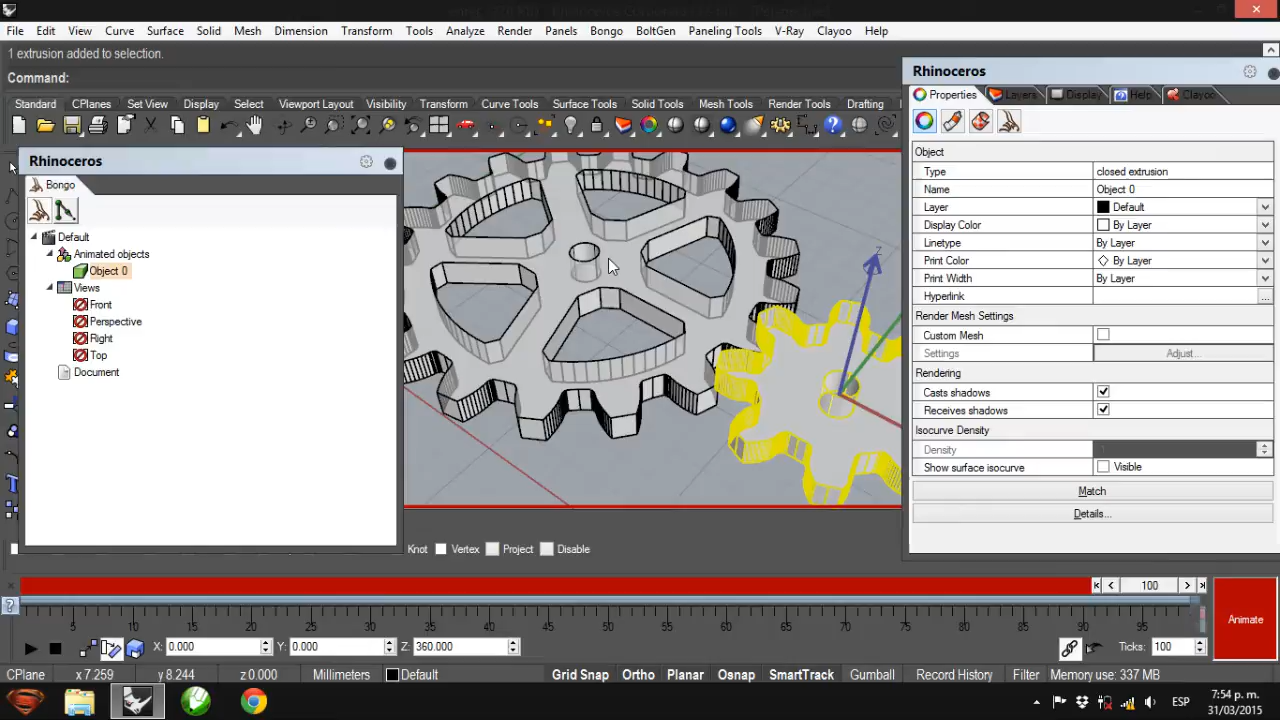 File Edit View Curve Surface Solid Mesh Dimension Transform Tools Analyze Render Panels Bongo BoltGen Paneling Tools V-Ray Clayoo Help
1 extrusion added to selection.
Command:
Standard CPlanes Set View Display Select Viewport Layout Visibility Transform Curve Tools Surface Tools Solid Tools Mesh Tools Render Tools Drafting
Rhinoceros
Bongo
Default
Animated objects
Object 0
Views
Front
Perspective
Right
Top
Document
Z
Rhinoceros
Properties Layers Display Help Clayoo
Object
Type closed extrusion
Name Object 0
Layer Default
Display Color By Layer
Linetype By Layer
Print Color By Layer
Print Width By Layer
Hyperlink ...
Render Mesh Settings
Custom Mesh
Settings Adjust...
Rendering
Casts shadows
Receives shadows
Isocurve Density
Density 1
Show surface isocurve Visible
Match
Details...
Knot Vertex Project Disable
100
5 10 15 20 25 30 35 40 45 50 55 60 65 70 75 80 85 90 95
Animate
X: 0.000 Y: 0.000 Z: 360.000 Ticks: 100
CPlane x 7.259 y 8.244 z 0.000 Millimeters Default Grid Snap Ortho Planar Osnap SmartTrack Gumball Record History Filter Memory use: 337 MB
ESP 7:54 p. m.
31/03/2015